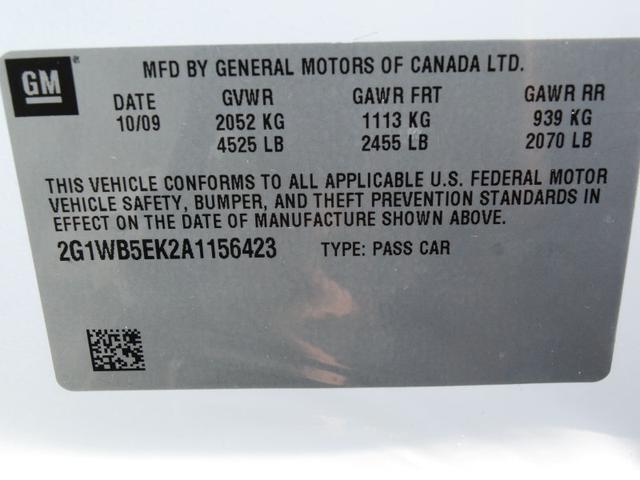 GM
MFD BY GENERAL MOTORS OF CANADA LTD.
DATE GVWR GAWR FRT GAWR RR
10/09 2052 KG 1113 KG 939 KG
4525 LB 2455 LB 2070 LB
THIS VEHICLE CONFORMS TO ALL APPLICABLE U.S. FEDERAL MOTOR
VEHICLE SAFETY, BUMPER, AND THEFT PREVENTION STANDARDS IN
EFFECT ON THE DATE OF MANUFACTURE SHOWN ABOVE.
2G1WB5EK2A1156423 TYPE: PASS CAR